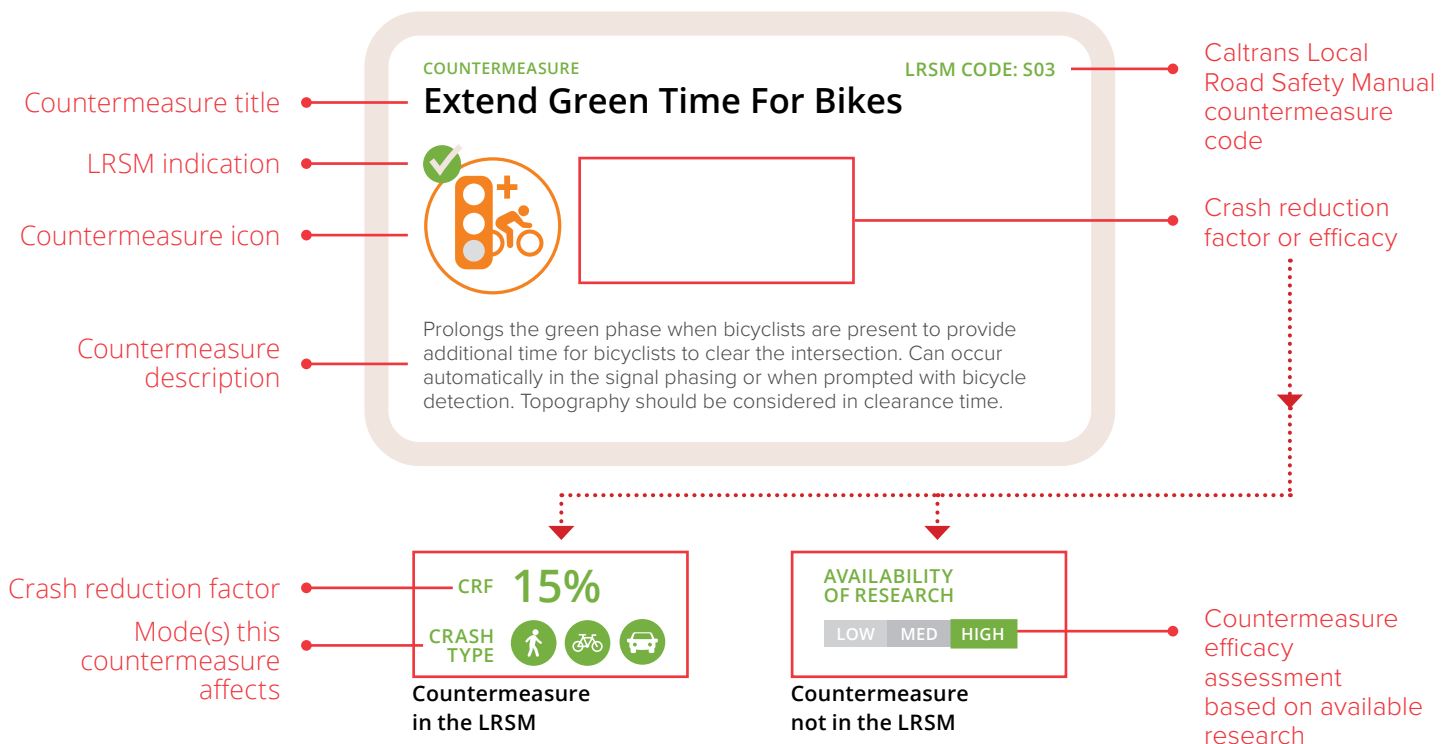 COUNTERMEASURE
LRSM CODE: S03
Extend Green Time For Bikes
Countermeasure title
LRSM indication
Countermeasure icon
Countermeasure
description
Caltrans Local
Road Safety Manual
countermeasure
code
Crash reduction
factor or efficacy
Prolongs the green phase when bicyclists are present to provide
additional time for bicyclists to clear the intersection. Can occur
automatically in the signal phasing or when prompted with bicycle
detection. Topography should be considered in clearance time.
Crash reduction factor
Mode(s) this
countermeasure
affects
CRF 15%
CRASH
TYPE
Countermeasure
in the LRSM
AVAILABILITY
OF RESEARCH
LOW MED HIGH
Countermeasure
not in the LRSM
Countermeasure
efficacy
assessment
based on available
research